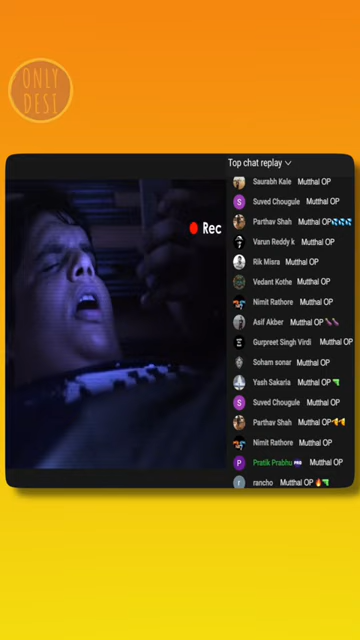 ONLY
DESI
Top chat replay
Rec
Saurabh Kale Mutthal OP
S Suved Chougule Mutthal OP
Parthav Shah Mutthal OP💦💦💦
Varun Reddy k Mutthal OP
Rik Misra Mutthal OP
Vedant Kothe Mutthal OP
Nimit Rathore Mutthal OP
Asif Akber Mutthal OP🍆🍆
Gurpreet Singh Virdi Mutthal OP
Soham sonar Mutthal OP
Yash Sakaria Mutthal OP 🔫
S Suved Chougule Mutthal OP
Parthav Shah Mutthal OP
Nimit Rathore Mutthal OP
P Pratik Prabhu Mutthal OP
r rancho Mutthal OP🔥🔫